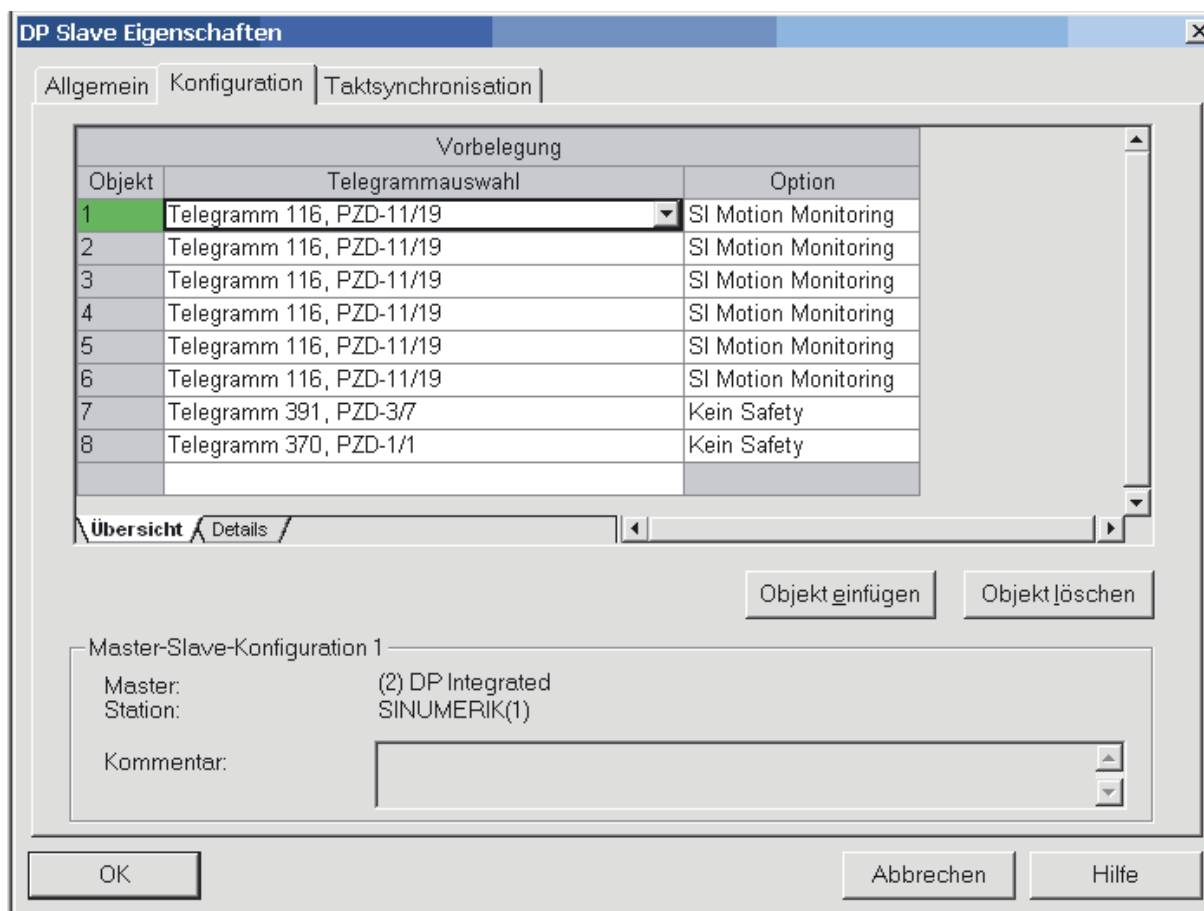 DP Slave Eigenschaften
Allgemein Konfiguration Taktsynchronisation
Vorbelegung
Objekt Telegrammauswahl Option
1 Telegramm 116, PZD-11/19 SI Motion Monitoring
2 Telegramm 116, PZD-11/19 SI Motion Monitoring
3 Telegramm 116, PZD-11/19 SI Motion Monitoring
4 Telegramm 116, PZD-11/19 SI Motion Monitoring
5 Telegramm 116, PZD-11/19 SI Motion Monitoring
6 Telegramm 116, PZD-11/19 SI Motion Monitoring
7 Telegramm 391, PZD-3/7 Kein Safety
8 Telegramm 370, PZD-1/1 Kein Safety
Übersicht Details
Objekt einfügen Objekt löschen
Master-Slave-Konfiguration 1
Master: (2) DP Integrated
Station: SINUMERIK(1)
Kommentar:
OK Abbrechen Hilfe